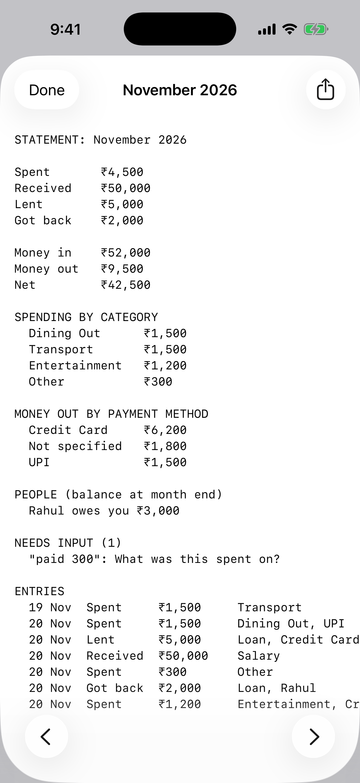 9:41
Done
November 2026
STATEMENT: November 2026
Spent ₹4,500
Received ₹50,000
Lent ₹5,000
Got back ₹2,000
Money in ₹52,000
Money out ₹9,500
Net ₹42,500
SPENDING BY CATEGORY
Dining Out ₹1,500
Transport ₹1,500
Entertainment ₹1,200
Other ₹300
MONEY OUT BY PAYMENT METHOD
Credit Card ₹6,200
Not specified ₹1,800
UPI ₹1,500
PEOPLE (balance at month end)
Rahul owes you ₹3,000
NEEDS INPUT (1)
"paid 300": What was this spent on?
ENTRIES
19 Nov Spent ₹1,500 Transport
20 Nov Spent ₹1,500 Dining Out, UPI
20 Nov Lent ₹5,000 Loan, Credit Card
20 Nov Received ₹50,000 Salary
20 Nov Spent ₹300 Other
20 Nov Got back ₹2,000 Loan, Rahul
20 Nov Spent ₹1,200 Entertainment, Cr